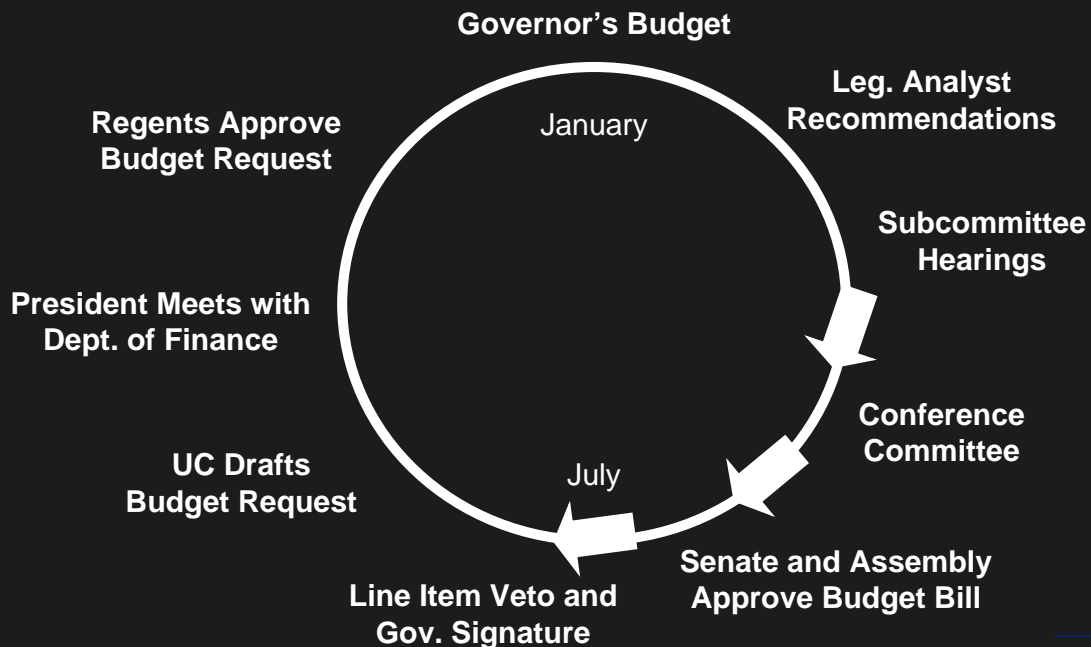 Governor’s Budget
Leg. Analyst
Recommendations
January
Regents Approve
Budget Request
Subcommittee
Hearings
President Meets with
Dept. of Finance
Conference
Committee
UC Drafts
Budget Request
July
Senate and Assembly
Approve Budget Bill
Line Item Veto and
Gov. Signature